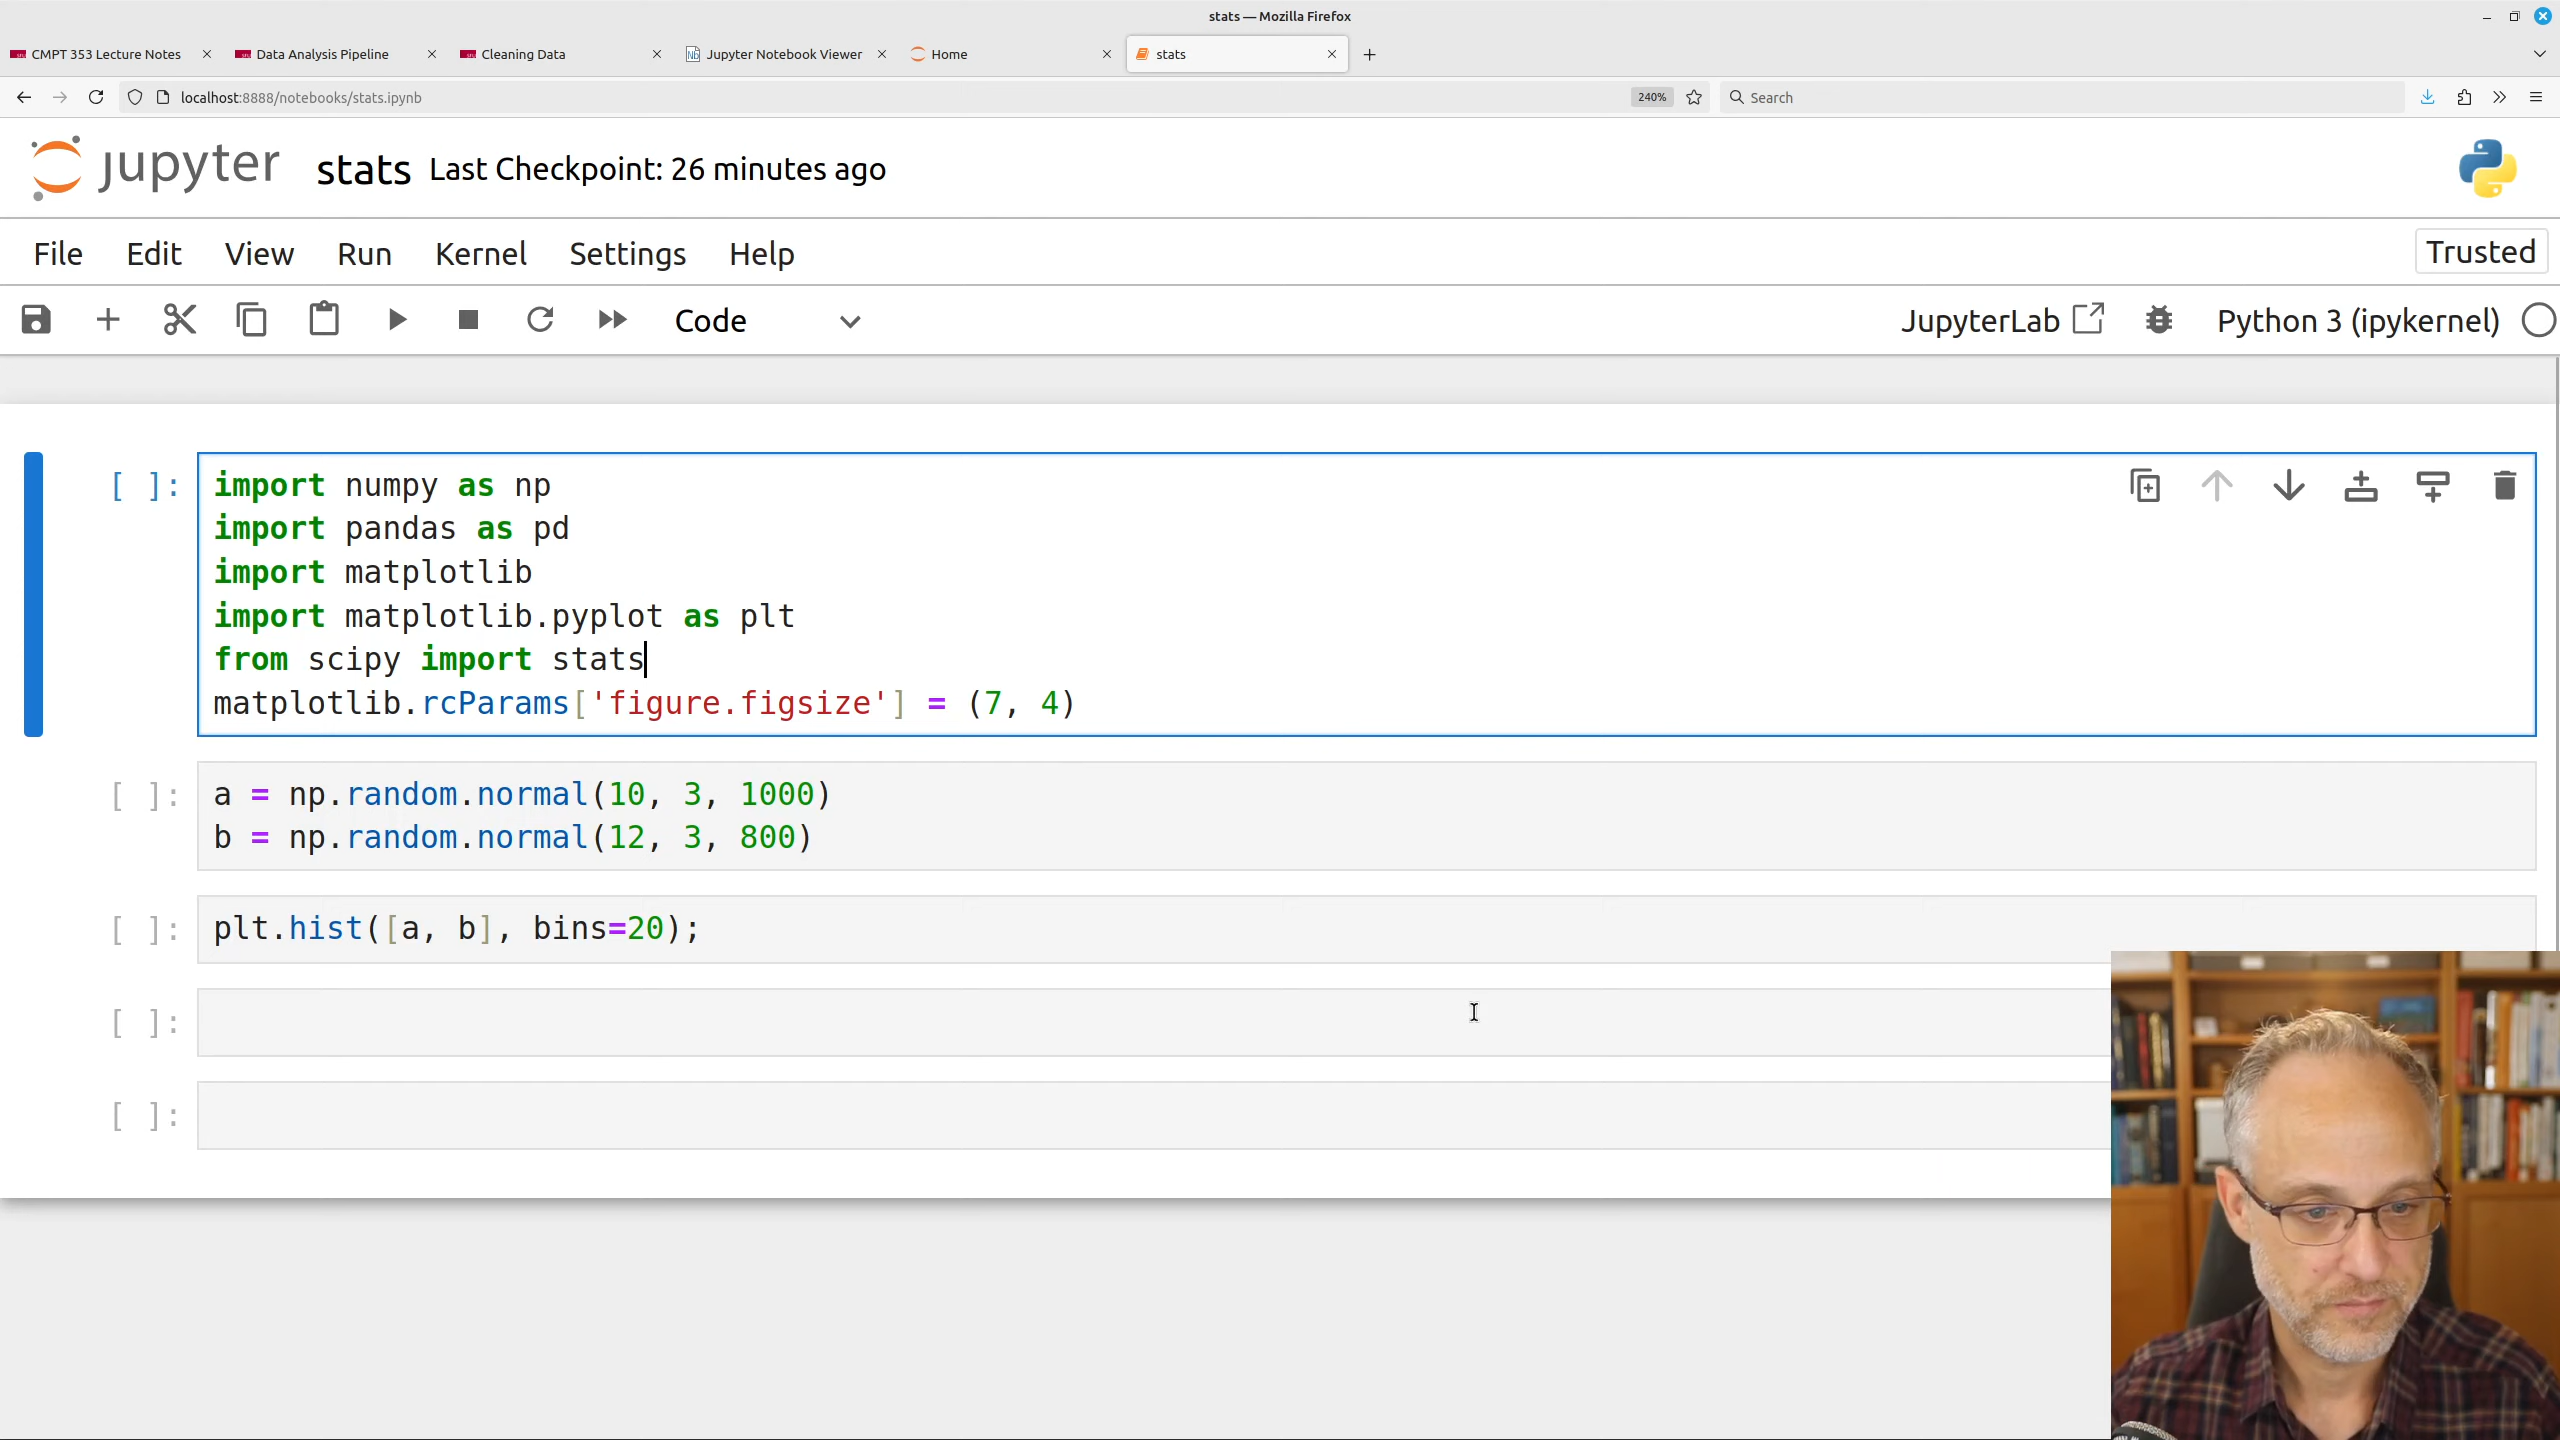 stats — Mozilla Firefox
CMPT 353 Lecture Notes
Data Analysis Pipeline
Cleaning Data
Jupyter Notebook Viewer
Home
stats
localhost:8888/notebooks/stats.ipynb
240%
Search
jupyter
stats
Last Checkpoint: 26 minutes ago
File
Edit
View
Run
Kernel
Settings
Help
Trusted
Code
JupyterLab
Python 3 (ipykernel)
[ ]:
import numpy as np
import pandas as pd
import matplotlib
import matplotlib.pyplot as plt
from scipy import stats
matplotlib.rcParams['figure.figsize'] = (7, 4)
[ ]:
a = np.random.normal(10, 3, 1000)
b = np.random.normal(12, 3, 800)
[ ]:
plt.hist([a, b], bins=20);
[ ]:
[ ]: